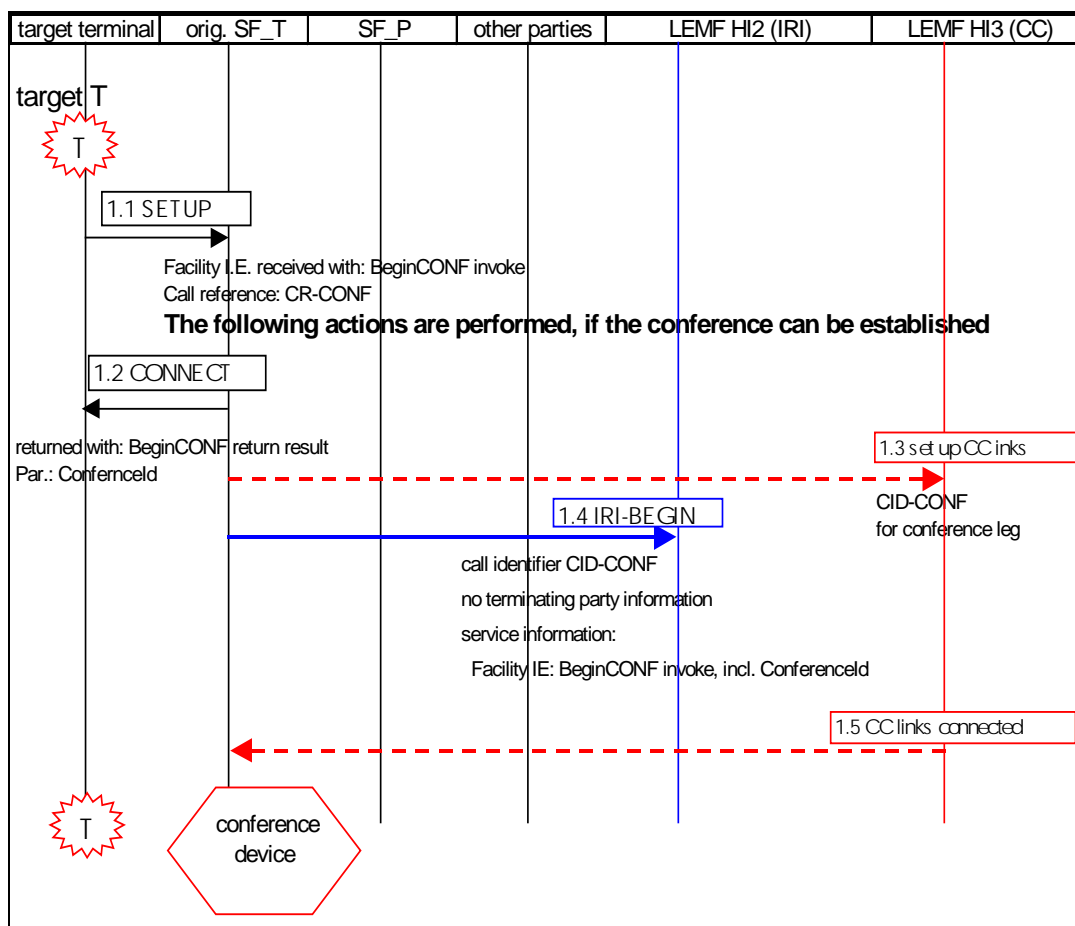 target terminal orig. SF_T SF_P other parties LEMF HI2 (IRI) LEMF HI3 (CC)
target T
T
1.1 SETUP
Facility I.E. received with: BeginCONF invoke
Call reference: CR-CONF
The following actions are performed, if the conference can be established
1.2 CONNECT
returned with: BeginCONF return result
Par.: ConfernceId
1.3 set up CC inks
CID-CONF
for conference leg
1.4 IRI-BEGIN
call identifier CID-CONF
no terminating party information
service information:
Facility IE: BeginCONF invoke, incl. ConferenceId
1.5 CC links connected
T
conference
device